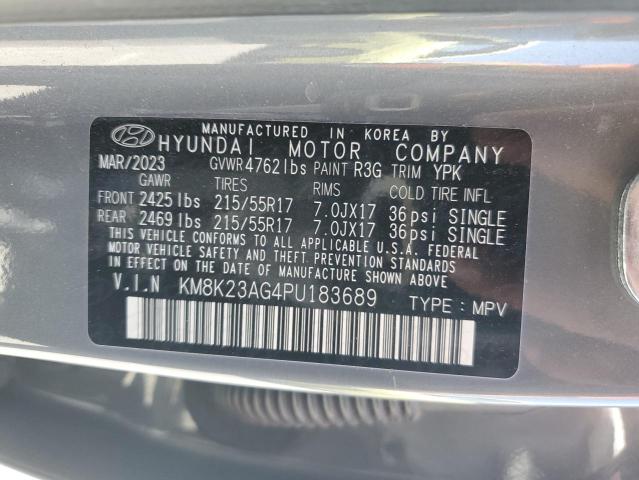 MANUFACTURED IN KOREA BY
HYUNDAI MOTOR COMPANY
MAR/2023 GVWR 4762 lbs PAINT R3G TRIM YPK
GAWR TIRES RIMS COLD TIRE INFL
FRONT 2425 lbs 215/55R17 7.0JX17 36 psi SINGLE
REAR 2469 lbs 215/55R17 7.0JX17 36 psi SINGLE
THIS VEHICLE CONFORMS TO ALL APPLICABLE U.S.A. FEDERAL
MOTOR VEHICLE SAFETY, BUMPER, AND THEFT PREVENTION STANDARDS
IN EFFECT ON THE DATE OF MANUFACTURE SHOWN ABOVE.
V.I.N KM8K23AG4PU183689 TYPE : MPV